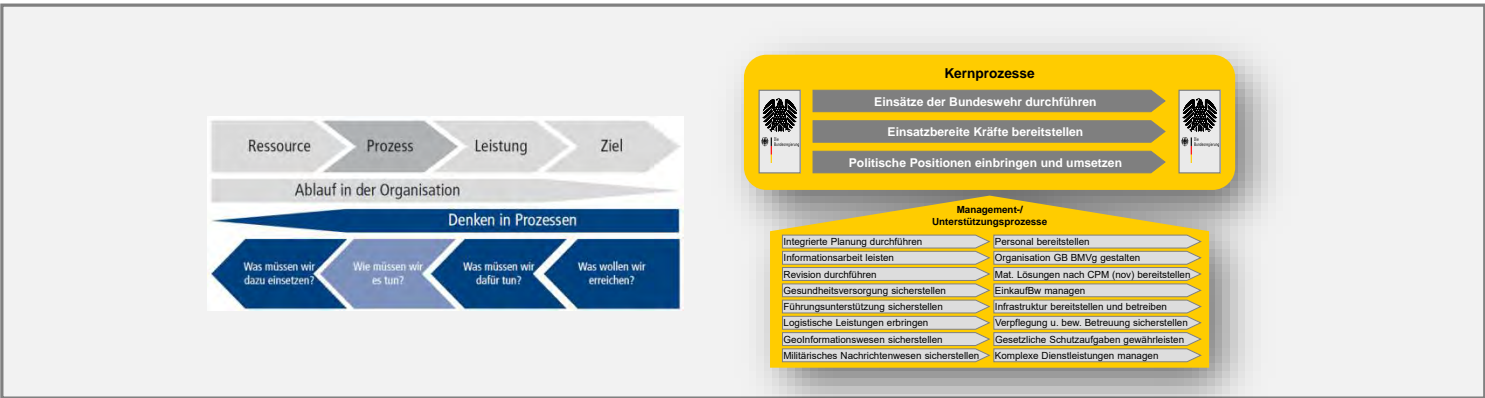 Ressource
Prozess
Leistung
Ziel
Ablauf in der Organisation
Denken in Prozessen
Was müssen wir
dazu einsetzen?
Wie müssen wir
es tun?
Was müssen wir
dafür tun?
Was wollen wir
erreichen?
Kernprozesse
Einsätze der Bundeswehr durchführen
Einsatzbereite Kräfte bereitstellen
Politische Positionen einbringen und umsetzen
Die
Bundesregierung
Die
Bundesregierung
Management-/
Unterstützungsprozesse
Integrierte Planung durchführen
Informationsarbeit leisten
Revision durchführen
Gesundheitsversorgung sicherstellen
Führungsunterstützung sicherstellen
Logistische Leistungen erbringen
GeoInformationswesen sicherstellen
Militärisches Nachrichtenwesen sicherstellen
Personal bereitstellen
Organisation GB BMVg gestalten
Mat. Lösungen nach CPM (nov) bereitstellen
EinkaufBw managen
Infrastruktur bereitstellen und betreiben
Verpflegung u. bew. Betreuung sicherstellen
Gesetzliche Schutzaufgaben gewährleisten
Komplexe Dienstleistungen managen